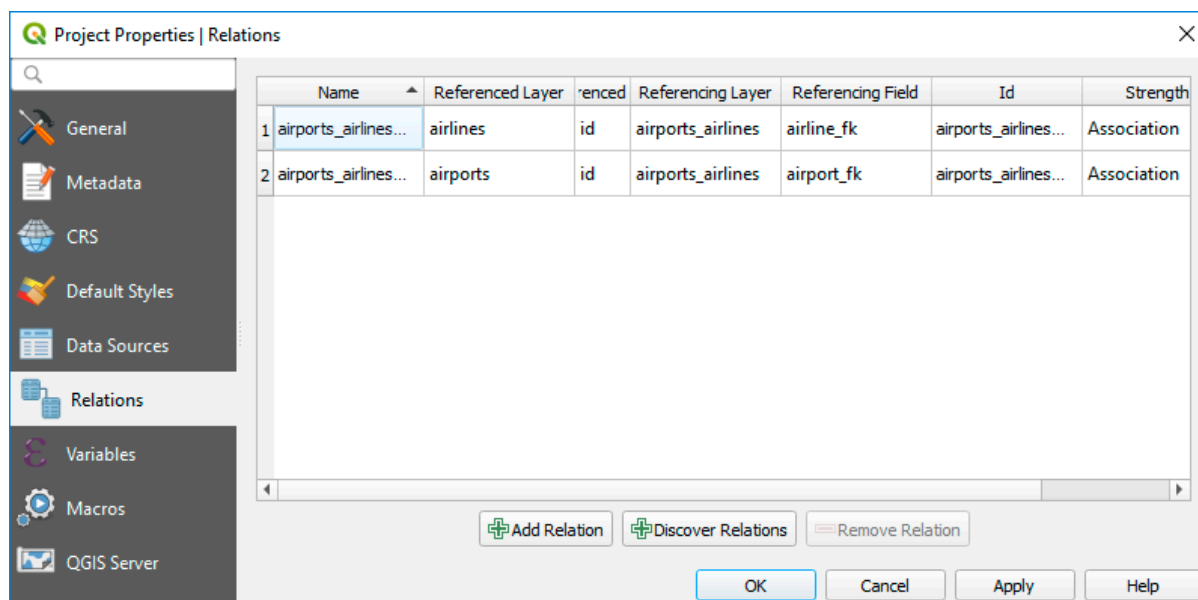 Project Properties | Relations
General
Metadata
CRS
Default Styles
Data Sources
Relations
Variables
Macros
QGIS Server
Name Referenced Layer renced Referencing Layer Referencing Field Id Strength
1 airports_airlines... airlines id airports_airlines airline_fk airports_airlines... Association
2 airports_airlines... airports id airports_airlines airport_fk airports_airlines... Association
Add Relation Discover Relations Remove Relation
OK Cancel Apply Help